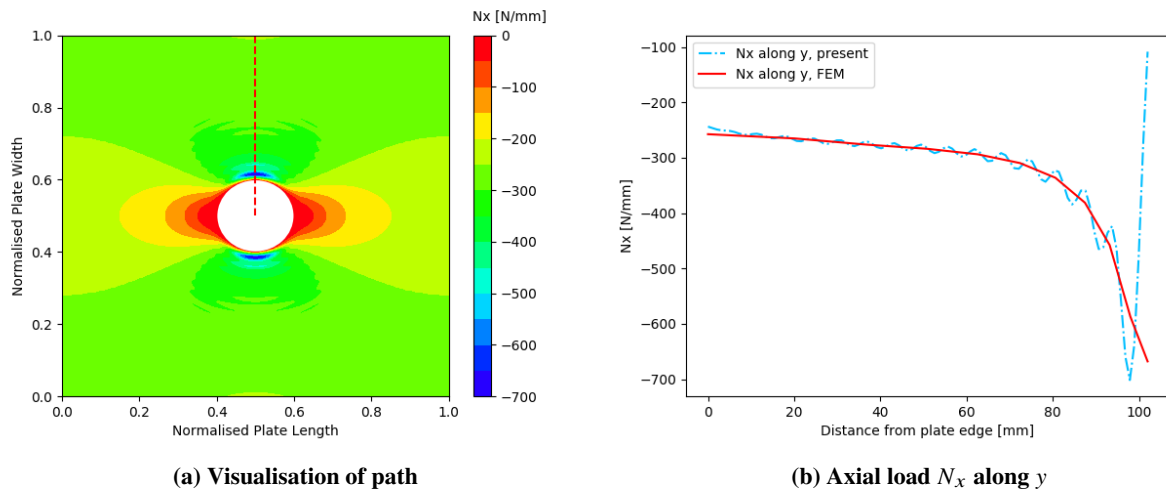 Nx [N/mm]
1.0
0.8
0.6
0.4
0.2
0.0
Normalised Plate Width
0.0 0.2 0.4 0.6 0.8 1.0
Normalised Plate Length
0
−100
−200
−300
−400
−500
−600
−700
(a) Visualisation of path
Nx along y, present
Nx along y, FEM
−100
−200
−300
−400
−500
−600
−700
Nx [N/mm]
0 20 40 60 80 100
Distance from plate edge [mm]
(b) Axial load Nx along y